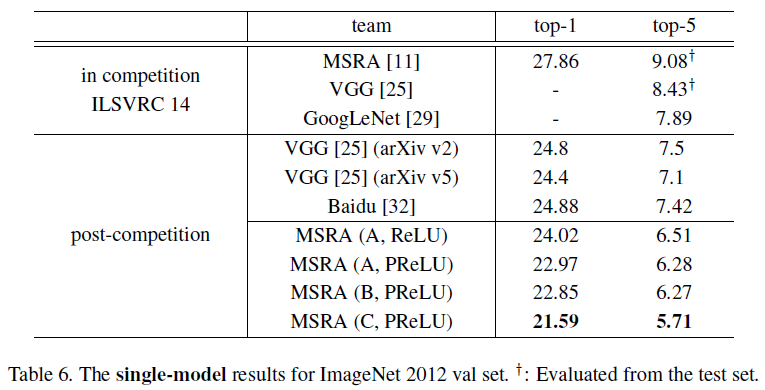 team top-1 top-5
in competition
ILSVRC 14
MSRA [11] 27.86 9.08†
VGG [25] - 8.43†
GoogLeNet [29] - 7.89
post-competition
VGG [25] (arXiv v2) 24.8 7.5
VGG [25] (arXiv v5) 24.4 7.1
Baidu [32] 24.88 7.42
MSRA (A, ReLU) 24.02 6.51
MSRA (A, PReLU) 22.97 6.28
MSRA (B, PReLU) 22.85 6.27
MSRA (C, PReLU) 21.59 5.71
Table 6. The single-model results for ImageNet 2012 val set. †: Evaluated from the test set.